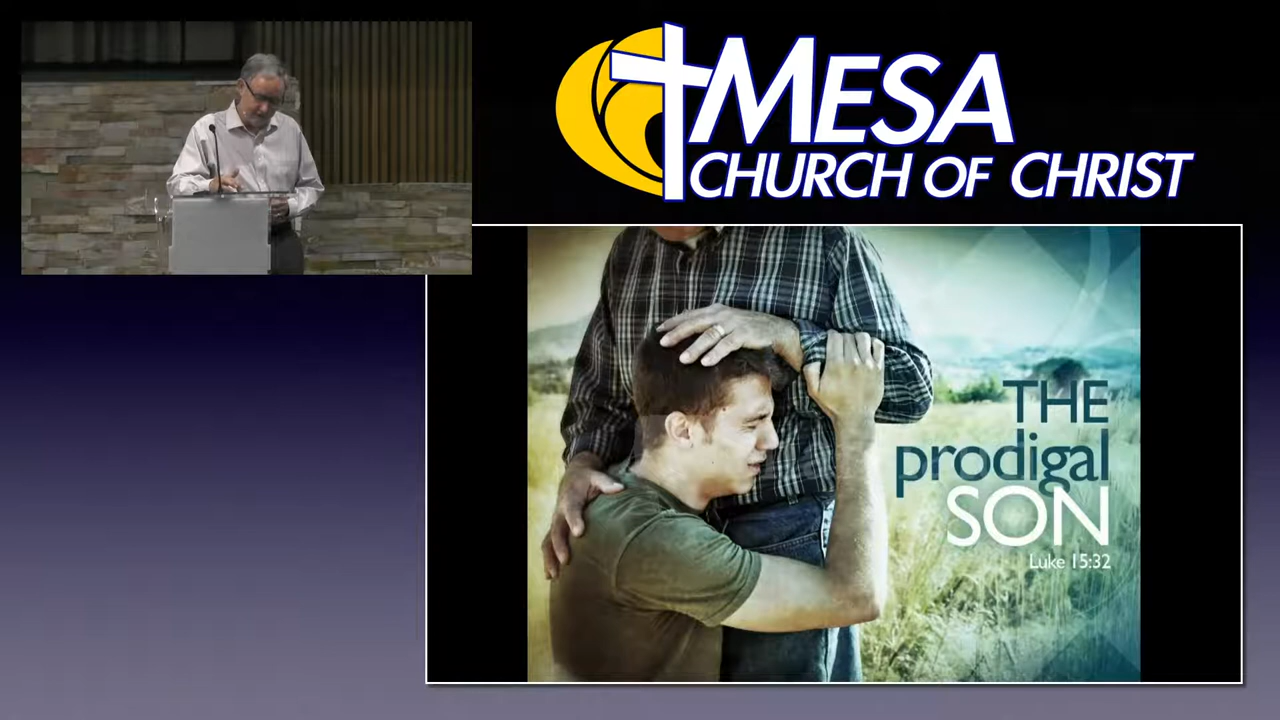 MESA
CHURCH OF CHRIST
THE
prodigal
SON
Luke 15:32